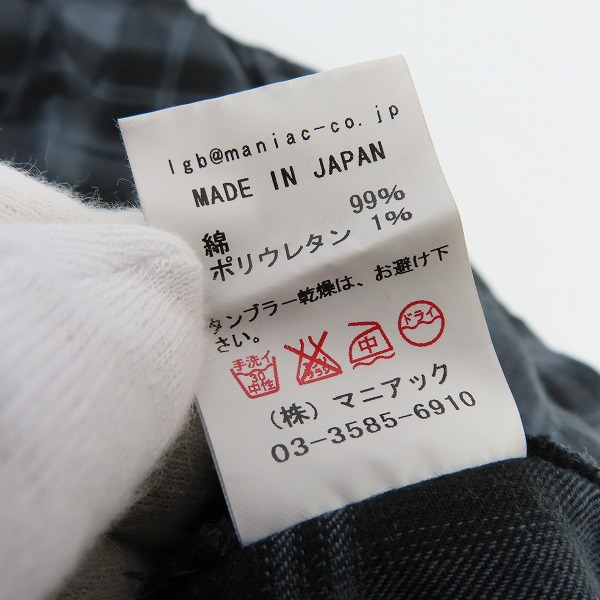 lgb@maniac-co.jp
MADE IN JAPAN
綿 99%
ポリウレタン 1%
タンブラー乾燥は、お避け下
さい。
手洗イ 30 中性 中 ドライ
(株) マニアック
03-3585-6910